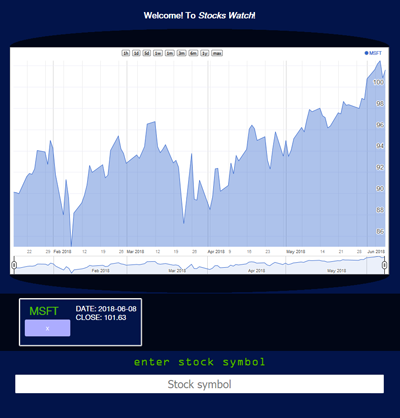 Welcome! To Stocks Watch!
1h 1d 5d 1w 1m 3m 6m 1y max
MSFT
100
98
96
94
92
90
88
86
22 29 Feb 2018 12 19 26 Mar 2018 12 19 26 Apr 2018 9 16 23 May 2018 14 21 28 Jun 2018
Feb 2018 Mar 2018 Apr 2018 May 2018
MSFT
x
DATE: 2018-06-08
CLOSE: 101.63
enter stock symbol
Stock symbol